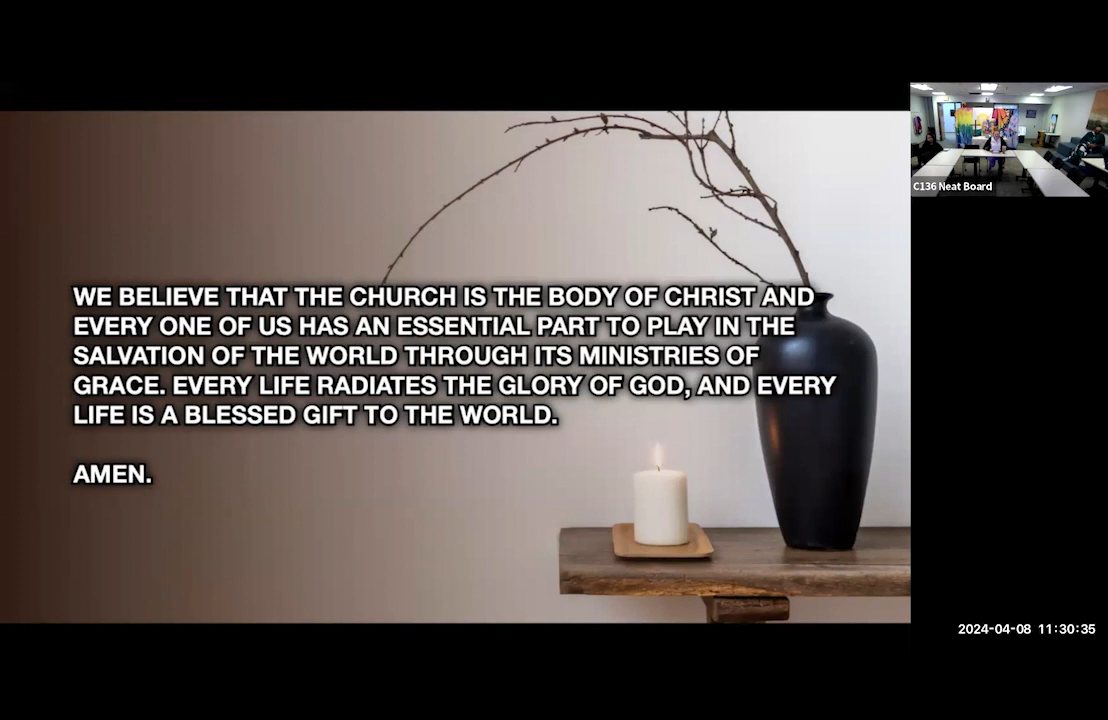 WE BELIEVE THAT THE CHURCH IS THE BODY OF CHRIST AND
EVERY ONE OF US HAS AN ESSENTIAL PART TO PLAY IN THE
SALVATION OF THE WORLD THROUGH ITS MINISTRIES OF
GRACE. EVERY LIFE RADIATES THE GLORY OF GOD, AND EVERY
LIFE IS A BLESSED GIFT TO THE WORLD.
AMEN.
C136 Neat Board
2024-04-08 11:30:35